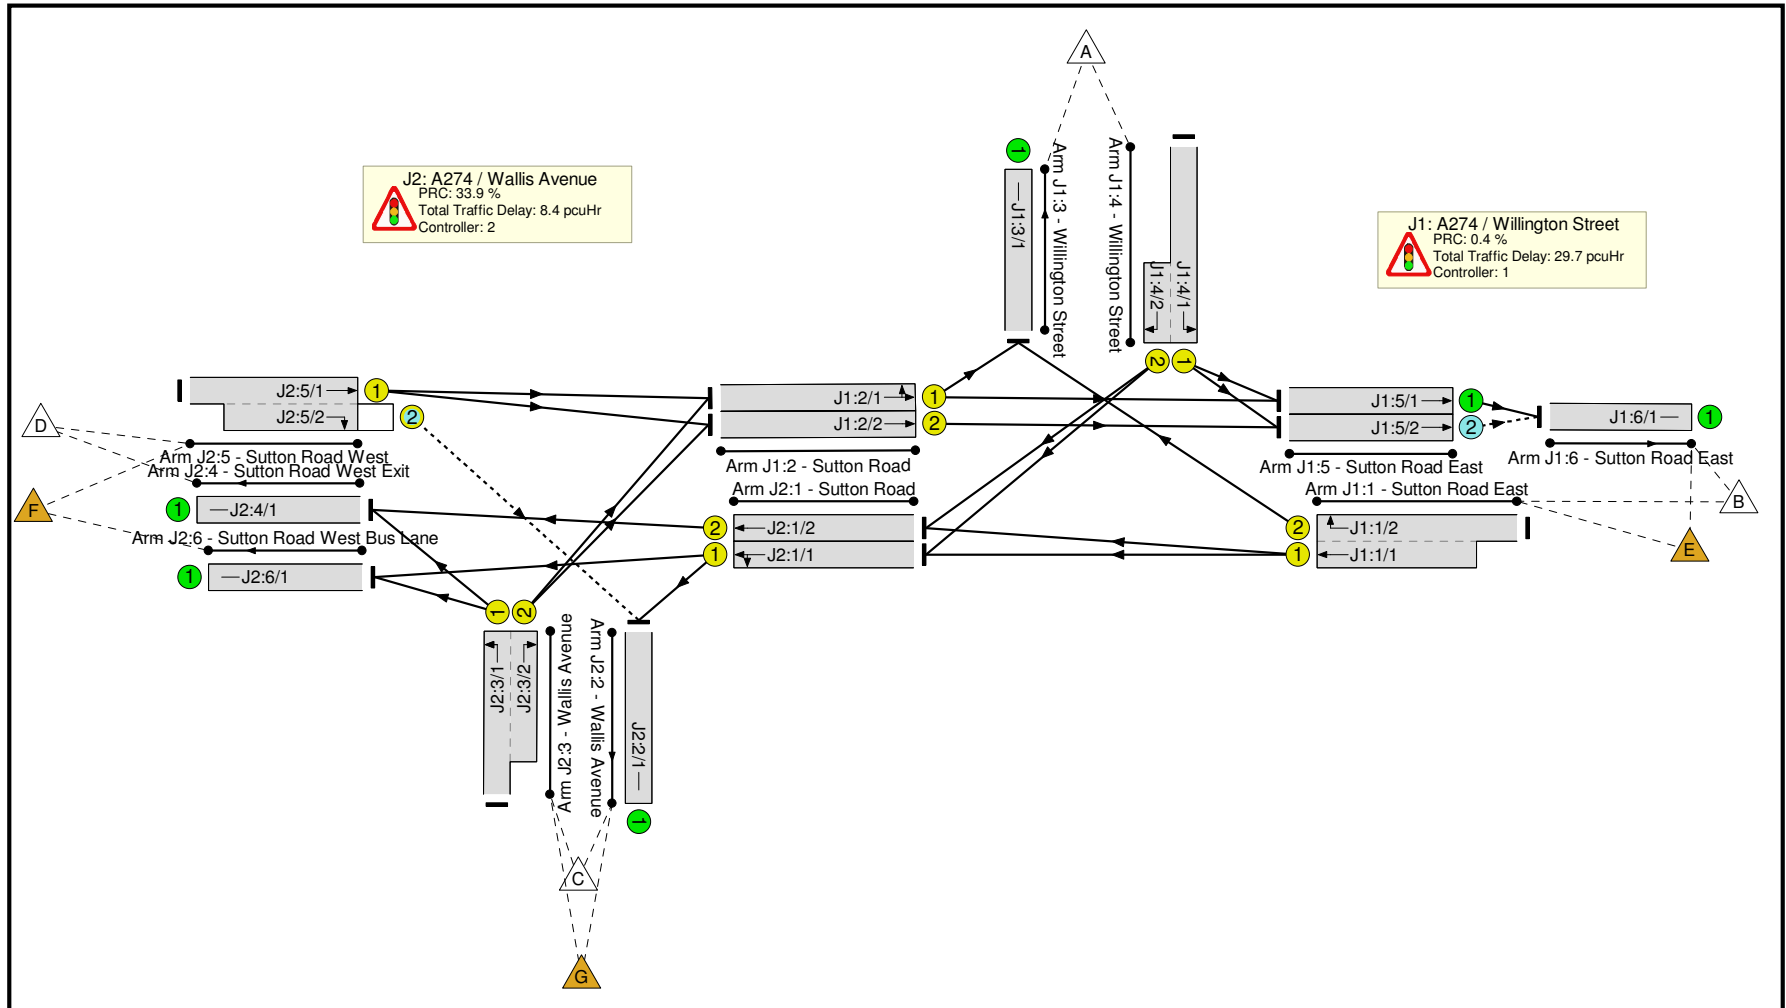 A
J2: A274 / Wallis Avenue
PRC: 33.9 %
Total Traffic Delay: 8.4 pcuHr
Controller: 2
J1: A274 / Willington Street
PRC: 0.4 %
Total Traffic Delay: 29.7 pcuHr
Controller: 1
1
J1:3/1
Arm J1:3 - Willington Street
Arm J1:4 - Willington Street
J1:4/2
J1:4/1
2
1
J2:5/1
1
J2:5/2
2
D
Arm J2:5 - Sutton Road West
Arm J2:4 - Sutton Road West Exit
F
1
J2:4/1
Arm J2:6 - Sutton Road West Bus Lane
1
J2:6/1
J1:2/1
1
J1:2/2
2
Arm J1:2 - Sutton Road
Arm J2:1 - Sutton Road
2
J2:1/2
1
J2:1/1
J1:5/1
1
J1:5/2
2
J1:6/1
1
Arm J1:5 - Sutton Road East
Arm J1:6 - Sutton Road East
Arm J1:1 - Sutton Road East
B
2
J1:1/2
1
J1:1/1
E
1
2
J2:3/1
J2:3/2
Arm J2:3 - Wallis Avenue
Arm J2:2 - Wallis Avenue
J2:2/1
1
C
G